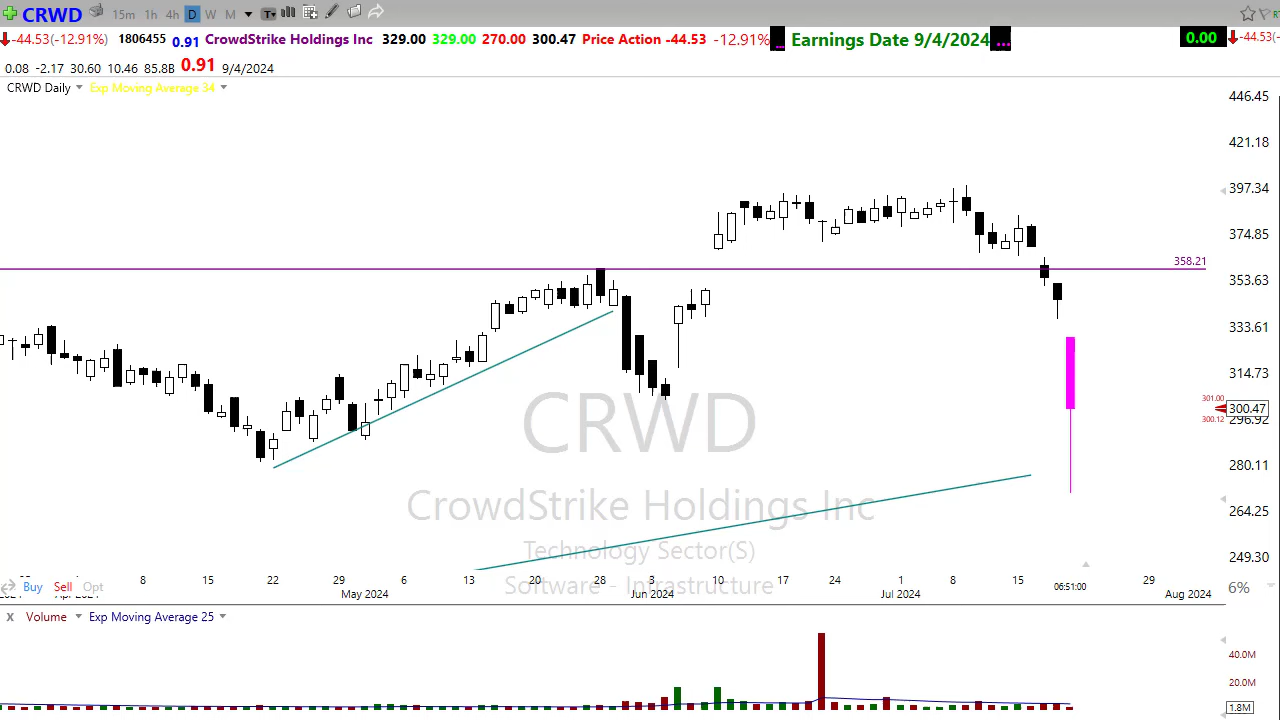 CRWD 15m 1h 4h D W M T
-44.53(-12.91%) 1806455 0.91 CrowdStrike Holdings Inc 329.00 329.00 270.00 300.47 Price Action -44.53 -12.91% ... Earnings Date 9/4/2024 ... 0.00 -44.53(-
0.08 -2.17 30.60 10.46 85.8B 0.91 9/4/2024
CRWD Daily Exp Moving Average 34
446.45
421.18
397.34
374.85
358.21
353.63
333.61
314.73
301.00
300.47
300.12
296.92
280.11
264.25
249.30
CRWD
CrowdStrike Holdings Inc
Technology Sector(S)
Software - Infrastructure
8 15 22 29 6 13 20 28 3 10 17 24 1 8 15 29
Buy Sell Opt 06:51:00 6%
May 2024 Jun 2024 Jul 2024 Aug 2024
X Volume Exp Moving Average 25
40.0M
20.0M
1.8M